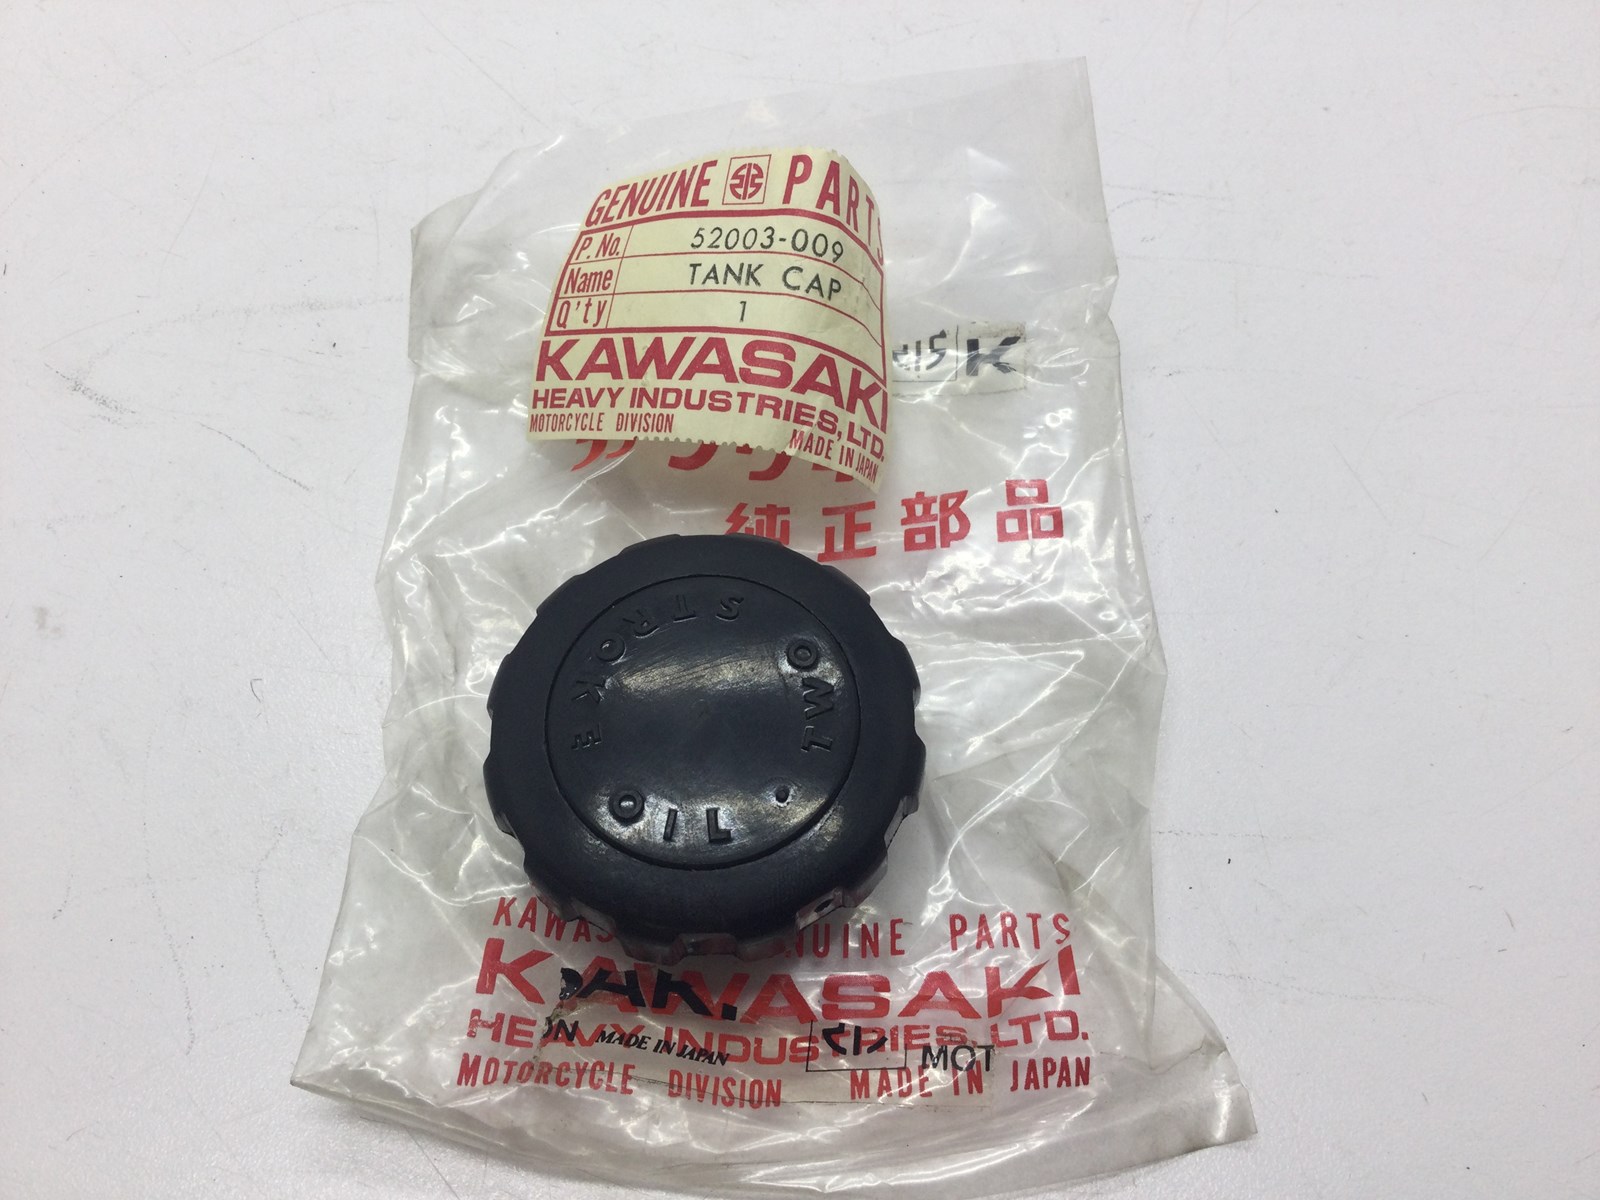 GENUINE PARTS
P. No. 52003-009
Name TANK CAP
Q'ty 1
KAWASAKI
HEAVY INDUSTRIES, LTD.
MOTORCYCLE DIVISION MADE IN JAPAN
K
純正部品
TWO STROKE
OIL
GENUINE PARTS
KAWASAKI
HEAVY INDUSTRIES, LTD.
MADE IN JAPAN
MOT
MOTORCYCLE DIVISION MADE IN JAPAN